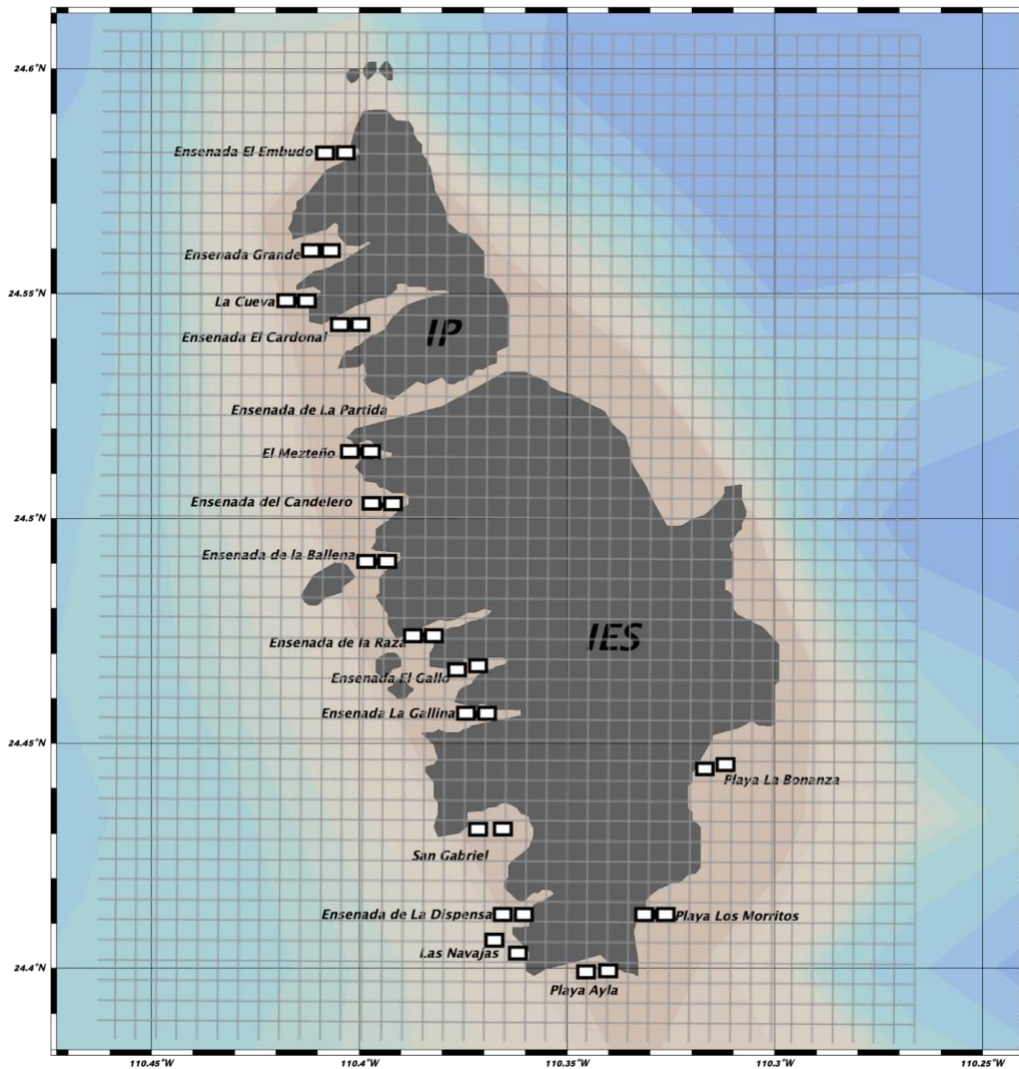 24.6°N
Ensenada El Embudo
Ensenada Grande
24.55°N
La Cueva
Ensenada El Cardonal
IP
Ensenada de La Partida
El Mezteño
Ensenada del Candelero
24.5°N
Ensenada de la Ballena
IES
Ensenada de la Raza
Ensenada El Gallo
Ensenada La Gallina
24.45°N
Playa La Bonanza
San Gabriel
Ensenada de La Dispensa
Playa Los Morritos
Las Navajas
24.4°N
Playa Ayla
110.45°W 110.4°W 110.35°W 110.3°W 110.25°W